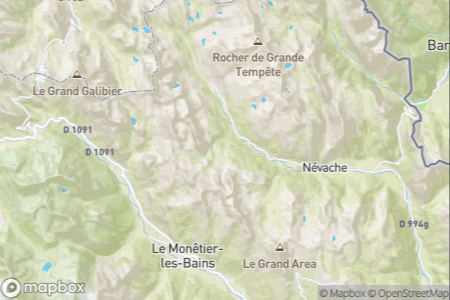 Rocher de Grande
Tempête
Bar
Le Grand Galibier
D 1091
D 1091
Névache
D 994g
Le Monêtier-
les-Bains
Le Grand Area
mapbox
© Mapbox © OpenStreetMap